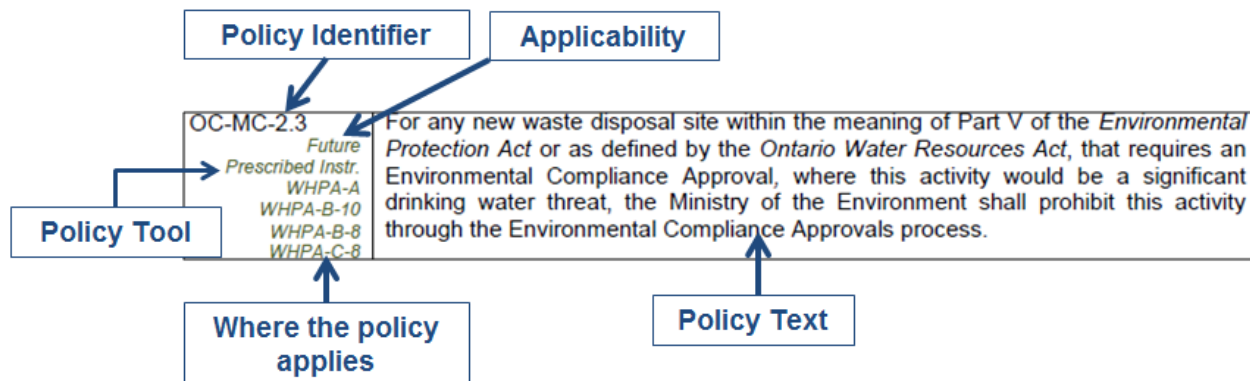 Policy Identifier
Applicability
OC-MC-2.3
Future
Prescribed Instr.
WHPA-A
WHPA-B-10
WHPA-B-8
WHPA-C-8
For any new waste disposal site within the meaning of Part V of the Environmental
Protection Act or as defined by the Ontario Water Resources Act, that requires an
Environmental Compliance Approval, where this activity would be a significant
drinking water threat, the Ministry of the Environment shall prohibit this activity
through the Environmental Compliance Approvals process.
Policy Tool
Where the policy
applies
Policy Text